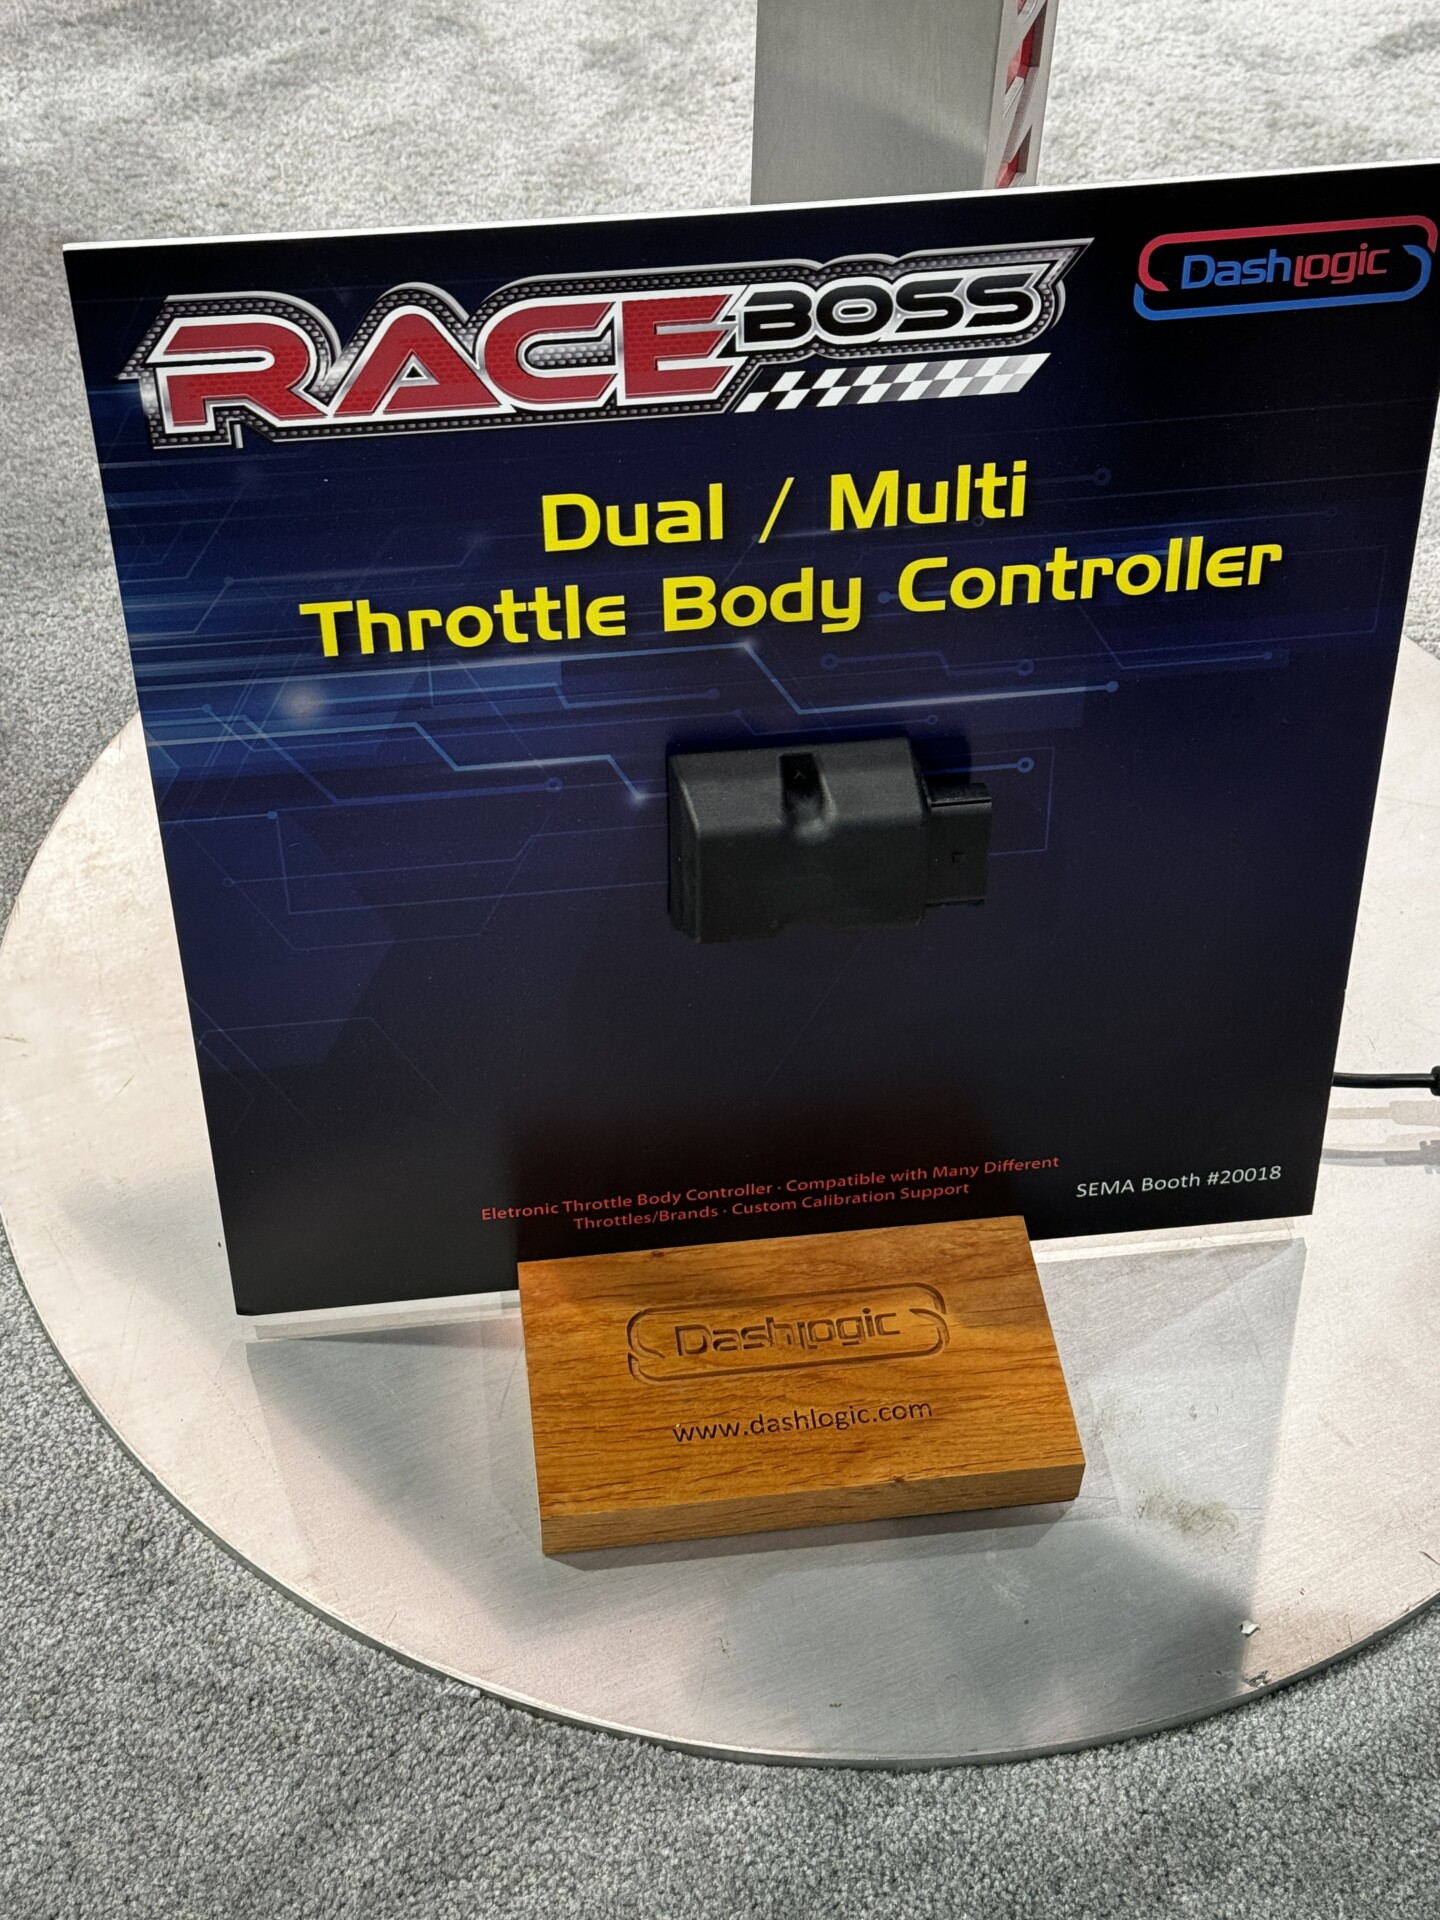 RACE BOSS
Dashlogic
Dual / Multi
Throttle Body Controller
Eletronic Throttle Body Controller · Compatible with Many Different
Throttles/Brands · Custom Calibration Support
SEMA Booth #20018
Dashlogic
www.dashlogic.com